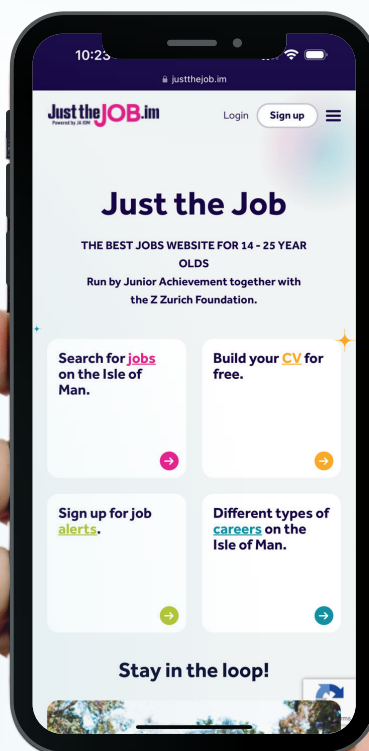 10:23
justthejob.im
Just the JOB.im
Powered by JA IOM
Login
Sign up
Just the Job
THE BEST JOBS WEBSITE FOR 14 - 25 YEAR
OLDS
Run by Junior Achievement together with
the Z Zurich Foundation.
Search for jobs
on the Isle of
Man.
Build your CV for
free.
Sign up for job
alerts.
Different types of
careers on the
Isle of Man.
Stay in the loop!